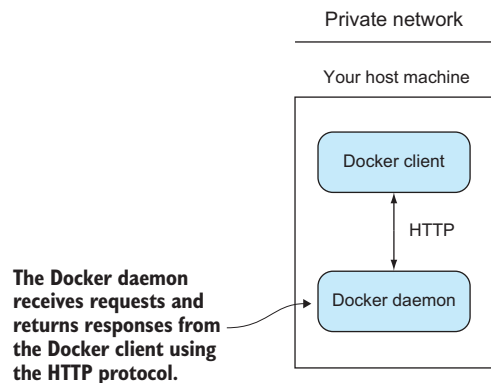 Private network
Your host machine
Docker client
HTTP
Docker daemon
The Docker daemon
receives requests and
returns responses from
the Docker client using
the HTTP protocol.